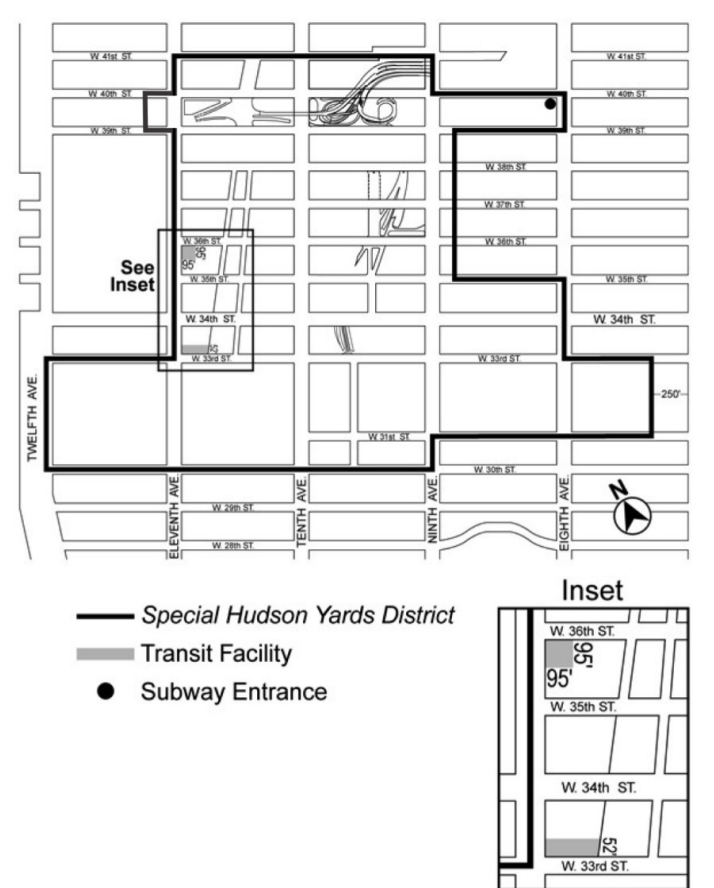 W. 41st ST.
W. 41st ST.
W. 40th ST.
W. 40th ST.
W. 39th ST.
W. 39th ST.
W. 38th ST.
W. 37th ST.
W. 36th ST.
W. 36th ST.
95'
95'
See
Inset
W. 35th ST.
W. 35th ST.
W. 34th ST.
W. 34th ST.
52'
W. 33rd ST.
W. 33rd ST.
250'
TWELFTH AVE.
W. 31st ST.
W. 30th ST.
ELEVENTH AVE.
TENTH AVE.
NINTH AVE.
EIGHTH AVE.
N
W. 29th ST.
W. 28th ST.
Special Hudson Yards District
Transit Facility
Subway Entrance
Inset
W. 36th ST.
95'
95'
W. 35th ST.
W. 34th ST.
52'
W. 33rd ST.